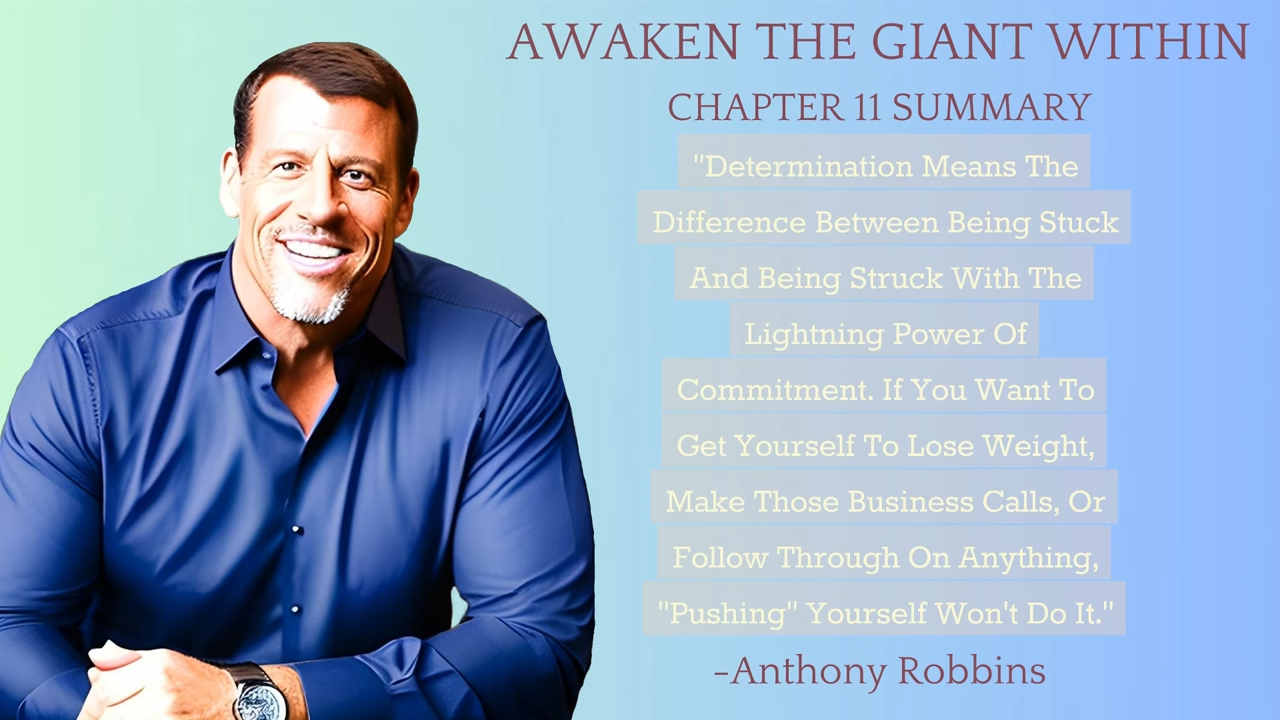 AWAKEN THE GIANT WITHIN
CHAPTER 11 SUMMARY
"Determination Means The
Difference Between Being Stuck
And Being Struck With The
Lightning Power Of
Commitment. If You Want To
Get Yourself To Lose Weight,
Make Those Business Calls, Or
Follow Through On Anything,
"Pushing" Yourself Won't Do It."
-Anthony Robbins